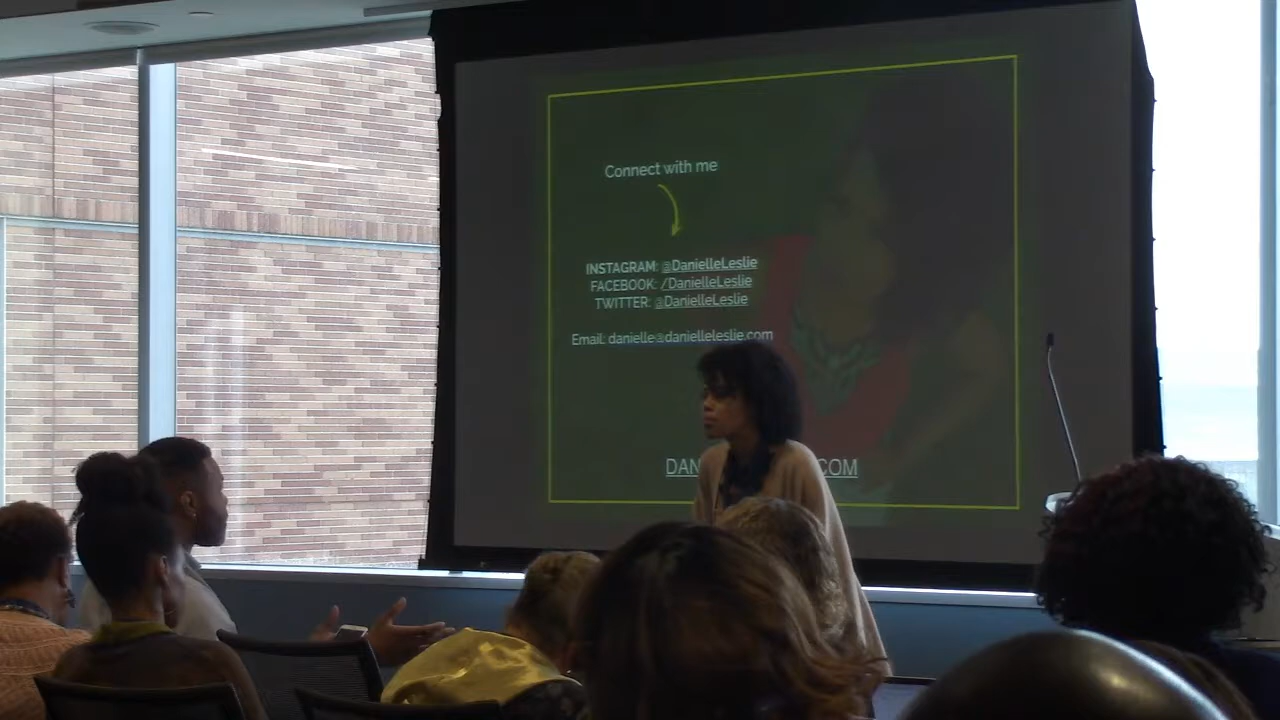 Connect with me
INSTAGRAM: @DanielleLeslie
FACEBOOK: /DanielleLeslie
TWITTER: @DanielleLeslie
Email: danielle@danielleleslie.com
DAN COM